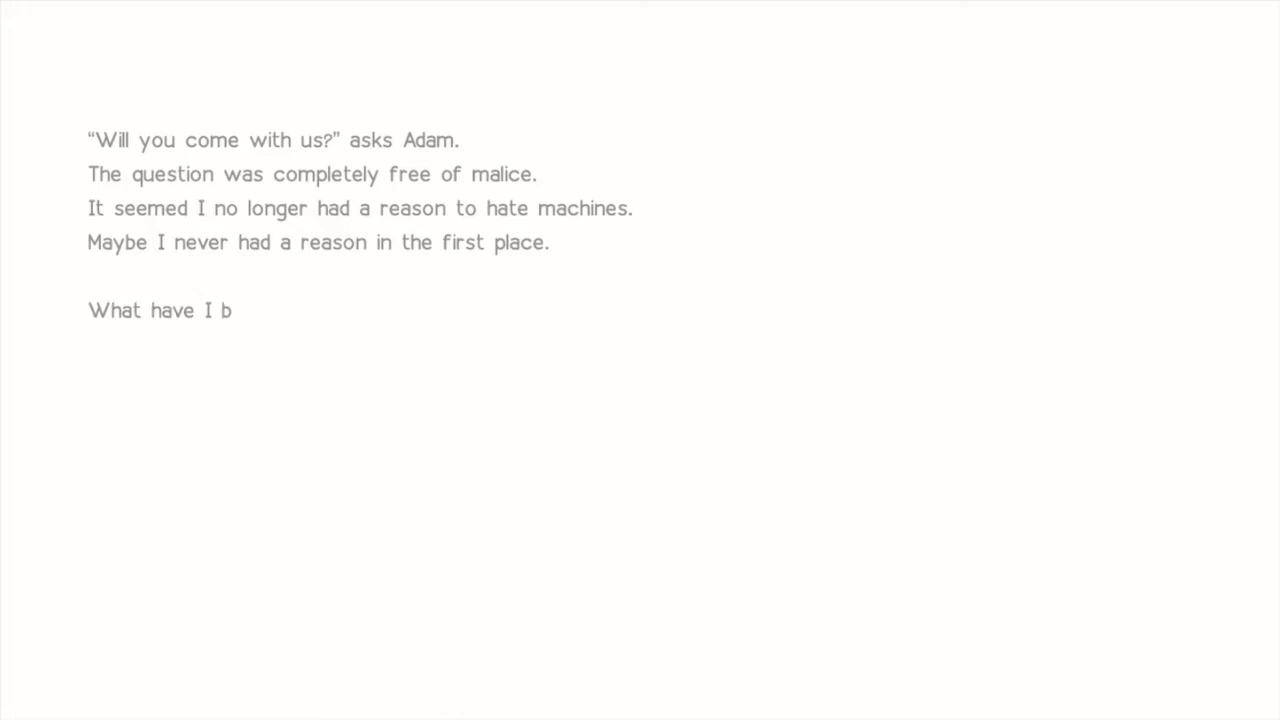 “Will you come with us?” asks Adam.
The question was completely free of malice.
It seemed I no longer had a reason to hate machines.
Maybe I never had a reason in the first place.
What have I b